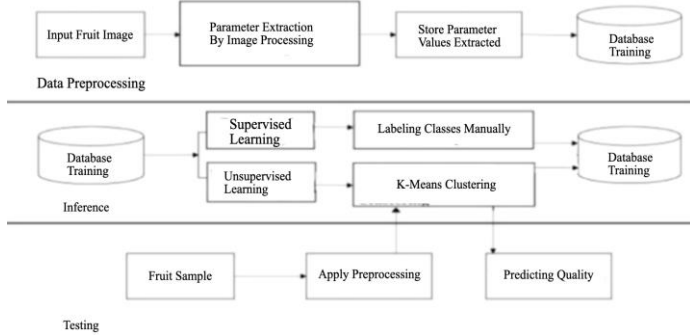 Input Fruit Image
Parameter Extraction
By Image Processing
Store Parameter
Values Extracted
Database
Training
Data Preprocessing
Database
Training
Supervised
Learning
Labeling Classes Manually
Unsupervised
Learning
K-Means Clustering
Database
Training
Inference
Fruit Sample
Apply Preprocessing
Predicting Quality
Testing